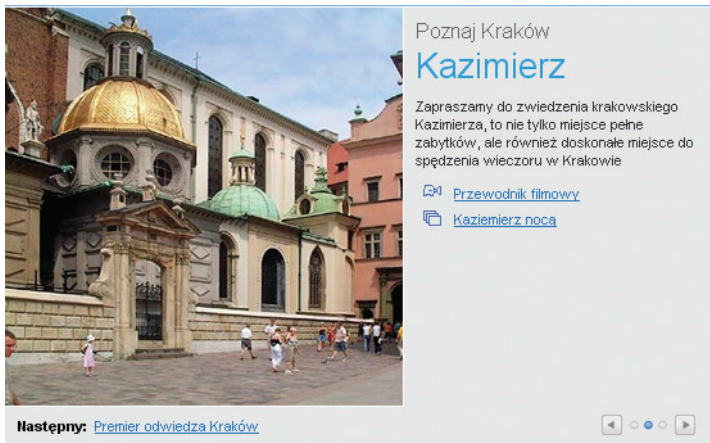 Poznaj Kraków
Kazimierz
Zapraszamy do zwiedzenia krakowskiego
Kazimierza, to nie tylko miejsce pełne
zabytków, ale również doskonałe miejsce do
spędzenia wieczoru w Krakowie
Przewodnik filmowy
Kaziemierz nocą
Następny: Premier odwiedza Kraków